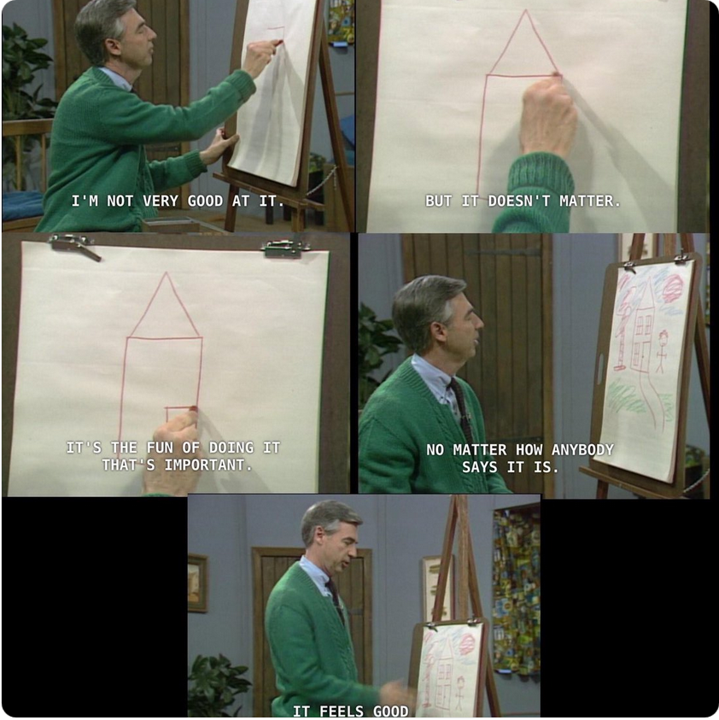 I'M NOT VERY GOOD AT IT.
BUT IT DOESN'T MATTER.
IT'S THE FUN OF DOING IT
THAT'S IMPORTANT.
NO MATTER HOW ANYBODY
SAYS IT IS.
IT FEELS GOOD